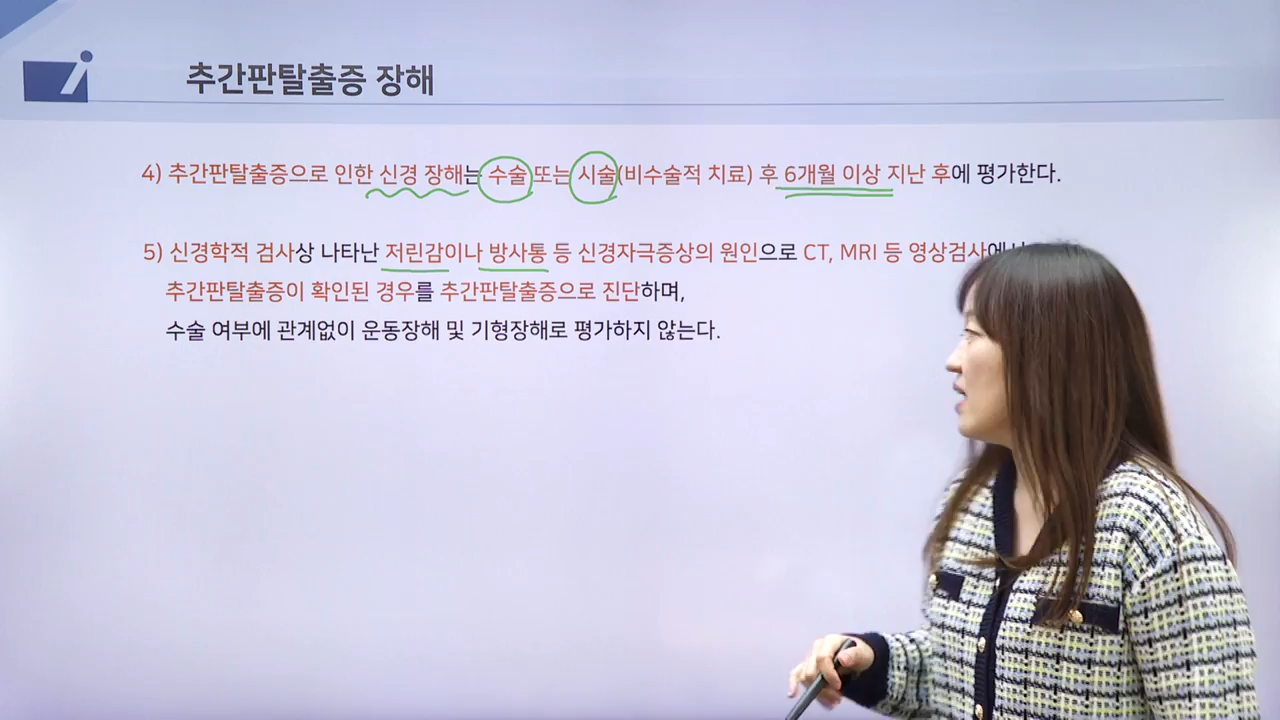 추간판탈출증 장해
4) 추간판탈출증으로 인한 신경 장해는 수술 또는 시술(비수술적 치료) 후 6개월 이상 지난 후에 평가한다.
5) 신경학적 검사상 나타난 저린감이나 방사통 등 신경자극증상의 원인으로 CT, MRI 등 영상검사에서
추간판탈출증이 확인된 경우를 추간판탈출증으로 진단하며,
수술 여부에 관계없이 운동장해 및 기형장해로 평가하지 않는다.